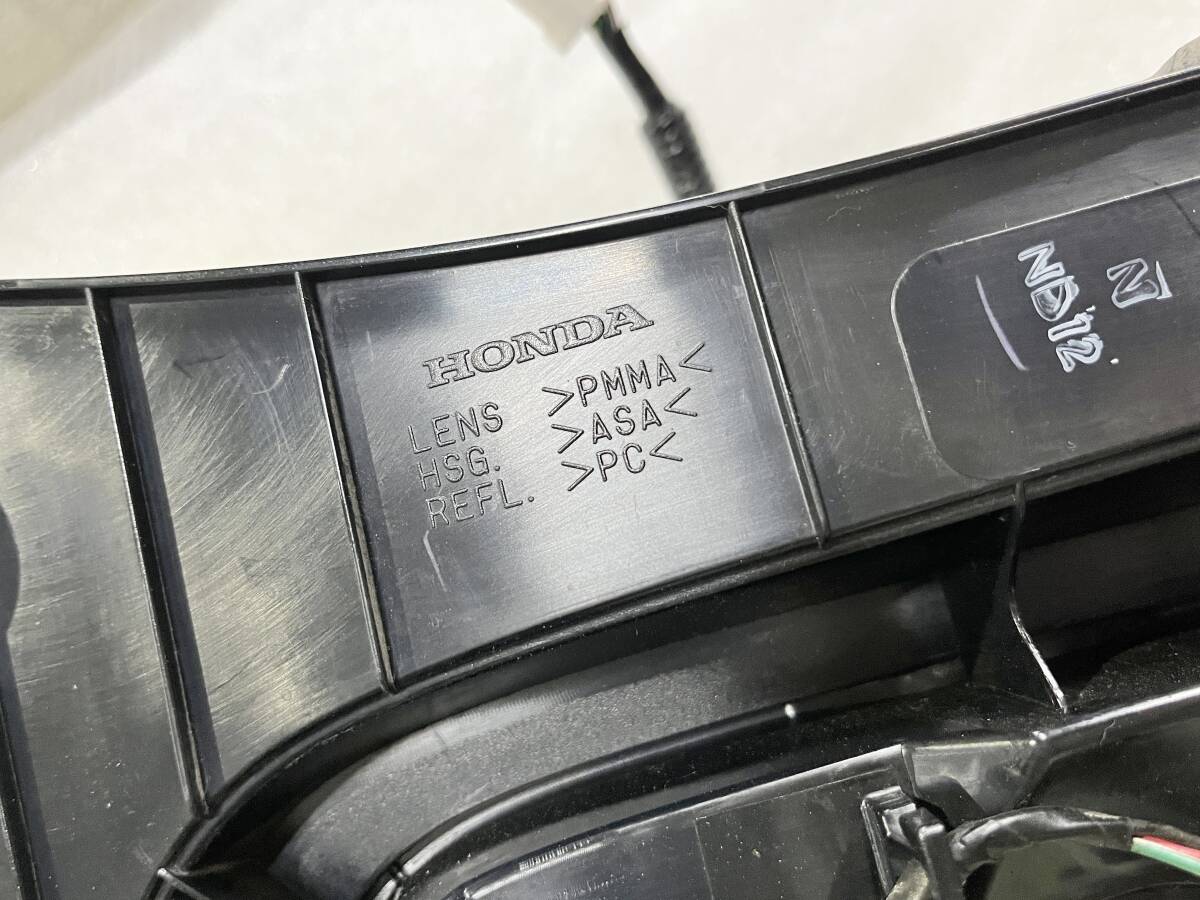 HONDA
LENS >PMMA<
HSG. >ASA<
REFL. >PC<
ND12